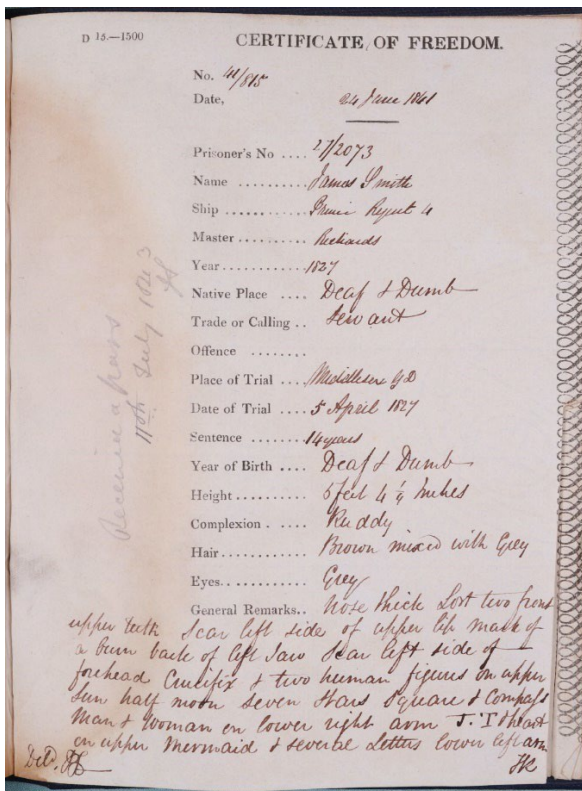 D 15.—1500
CERTIFICATE OF FREEDOM.
No. 41/815
Date, 24 June 1841
Prisoner's No .... 27/2073
Name .......... James Smith
Ship ........... Regent 4
Master .......... Richards
Year ............ 1827
Native Place .... Deaf & Dumb
Trade or Calling .. Servant
Offence ........
Place of Trial ... Middlesex GD
Date of Trial .... 5 April 1827
Sentence ........ 14 years
Year of Birth .... Deaf & Dumb
Height .......... 5 feet 4 ¼ Inches
Complexion . ..... Ruddy
Hair ............ Brown mixed with Grey
Eyes............ Grey
General Remarks.. Nose thick Lost two front
upper teeth Scar left side of upper lip mark of
a burn back of left Jaw Scar left side of
forehead Crucifix & two human figures on upper
Sun half moon Seven Stars Square & Compass
Man & Woman on lower right arm J. T & heart
on upper Mermaid & several Letters lower left arm
Received a pass
11th July 1843